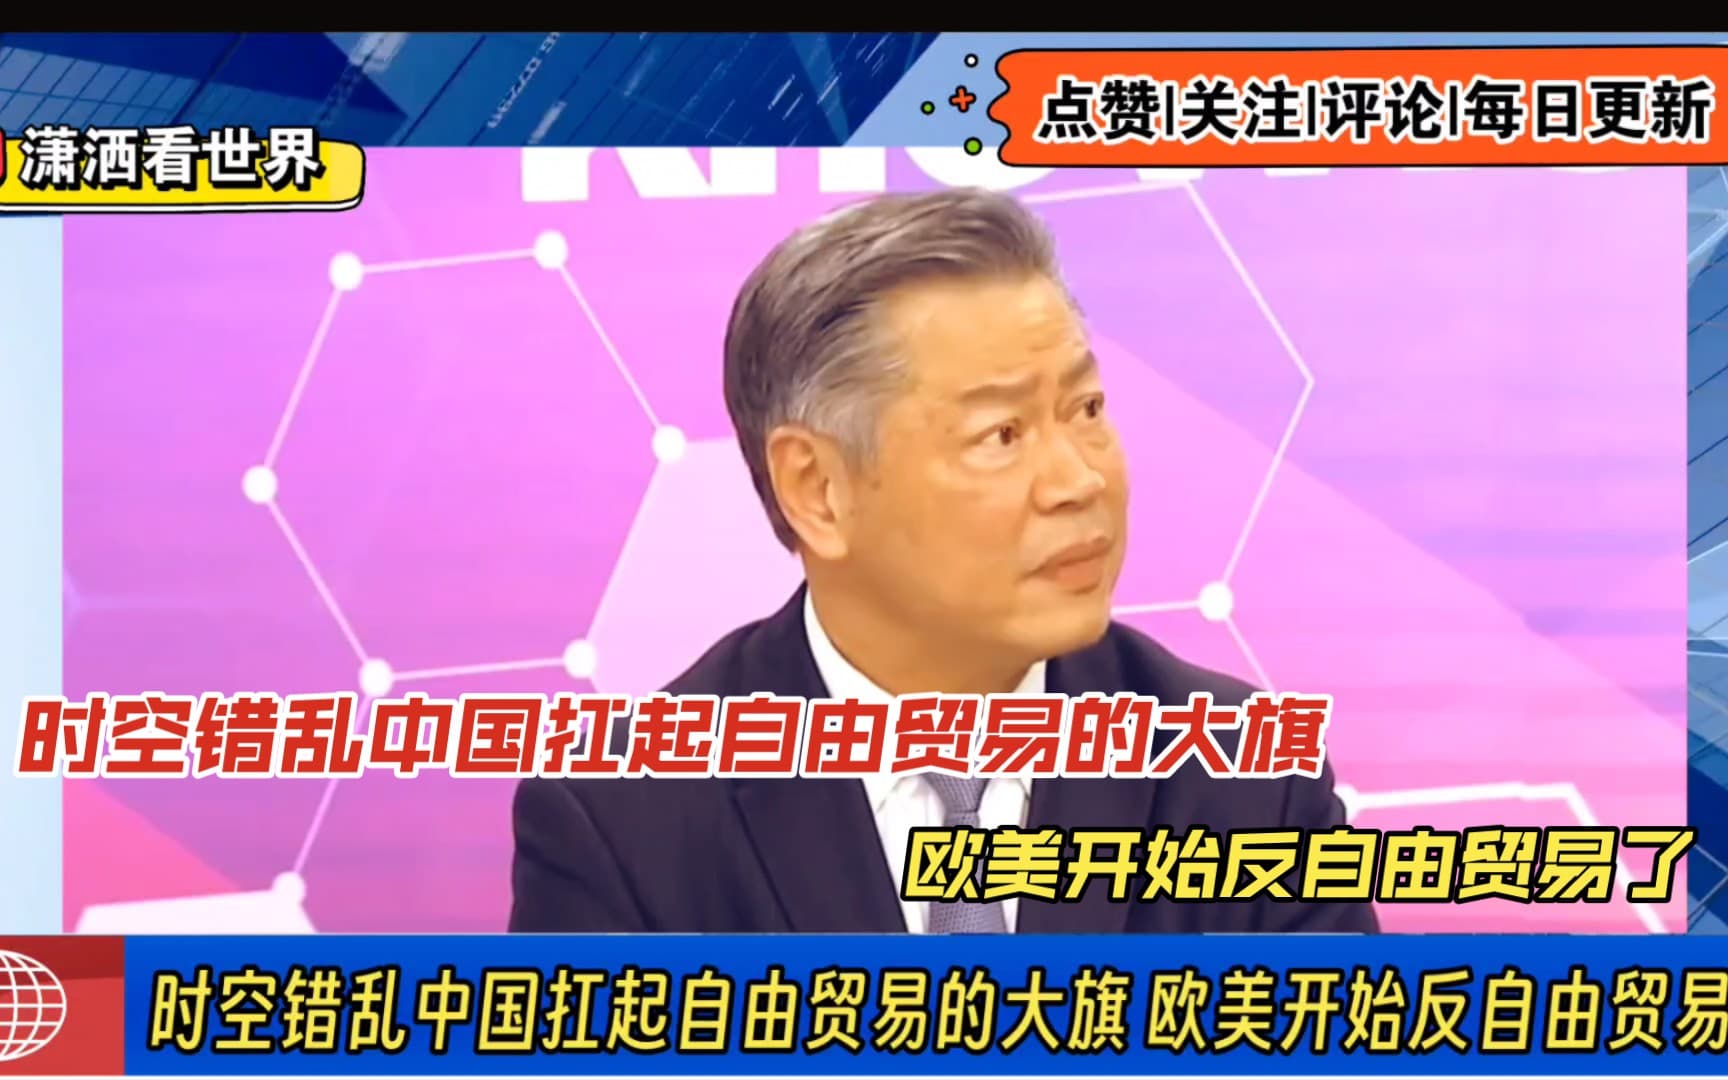 点赞|关注|评论|每日更新
潇洒看世界
时空错乱中国扛起自由贸易的大旗
欧美开始反自由贸易了
时空错乱中国扛起自由贸易的大旗 欧美开始反自由贸易